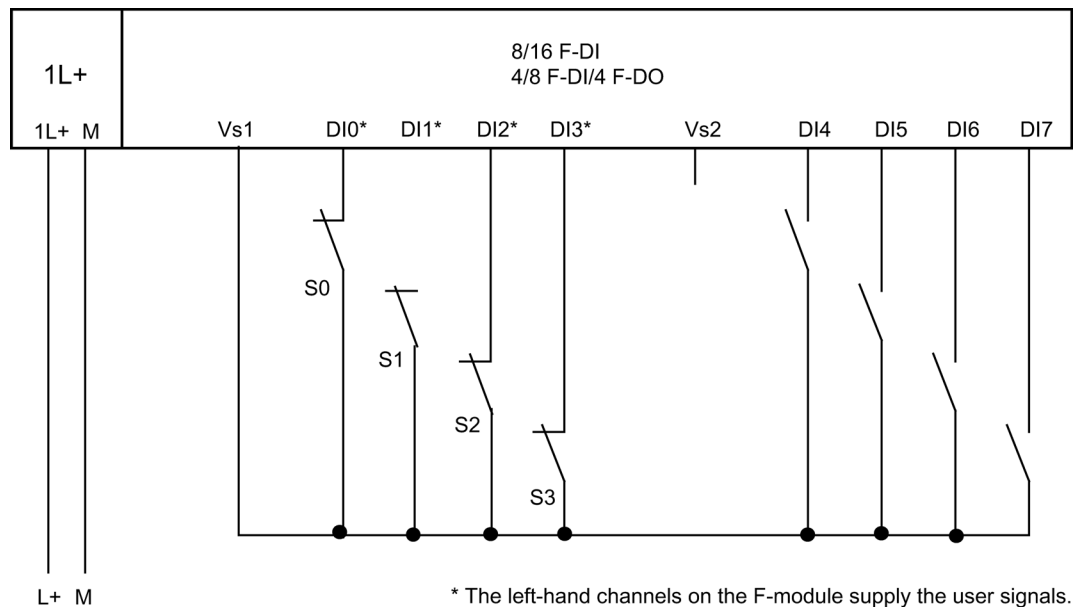 8/16 F-DI
1L+
4/8 F-DI/4 F-DO
1L+ M Vs1 DI0* DI1* DI2* DI3* Vs2 DI4 DI5 DI6 DI7
S0
S1
S2
S3
L+ M
* The left-hand channels on the F-module supply the user signals.